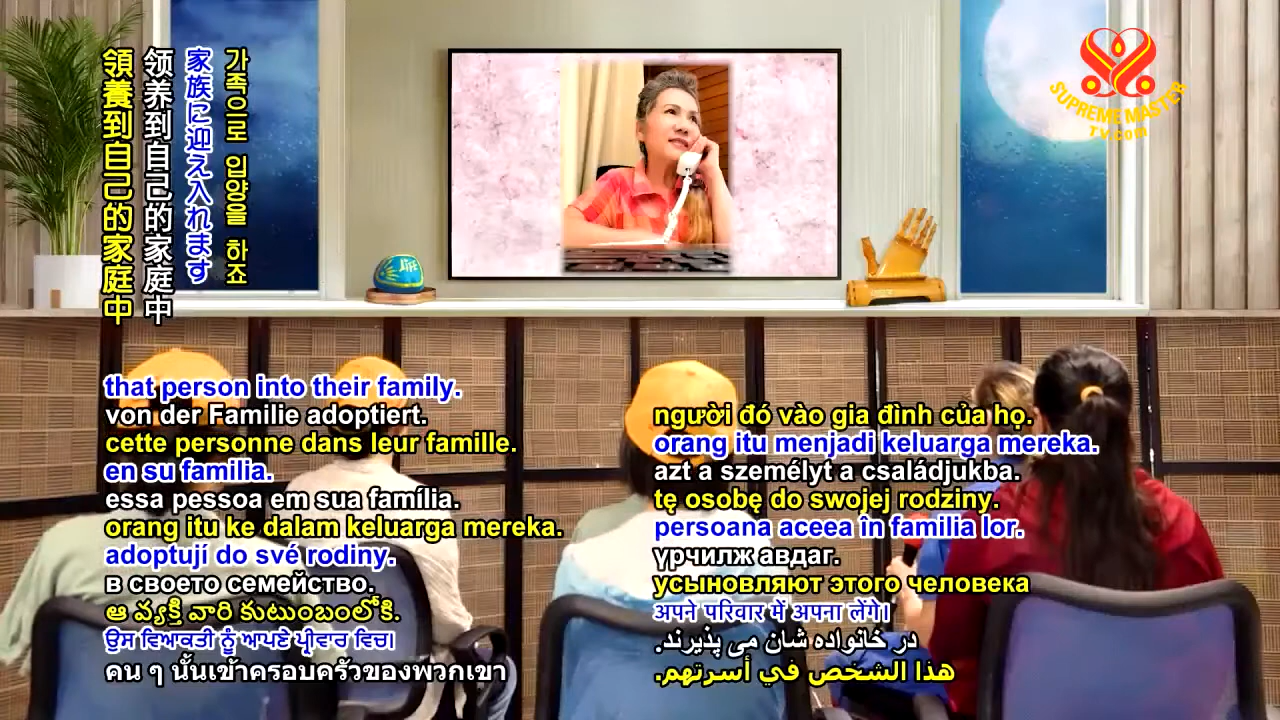 領養到自己的家庭中
领养到自己的家庭中
家族に迎え入れます
가족으로 입양을 하죠
SUPREME MASTER
TV.com
LIFE
that person into their family.
von der Familie adoptiert.
cette personne dans leur famille.
en su familia.
essa pessoa em sua família.
orang itu ke dalam keluarga mereka.
adoptují do své rodiny.
в своето семейство.
ఆ వ్యక్తి వారి కుటుంబంలోకి.
ਉਸ ਵਿਅਕਤੀ ਨੂੰ ਆਪਣੇ ਪ੍ਰੀਵਾਰ ਵਿਚ।
คน ๆ นั้นเข้าครอบครัวของพวกเขา
người đó vào gia đình của họ.
orang itu menjadi keluarga mereka.
azt a személyt a családjukba.
tę osobę do swojej rodziny.
persoana aceea în familia lor.
үрчилж авдаг.
усыновляют этого человека
अपने परिवार में अपना लेंगे।
در خانواده شان می پذیرند.
هذا الشخص في أسرتهم.